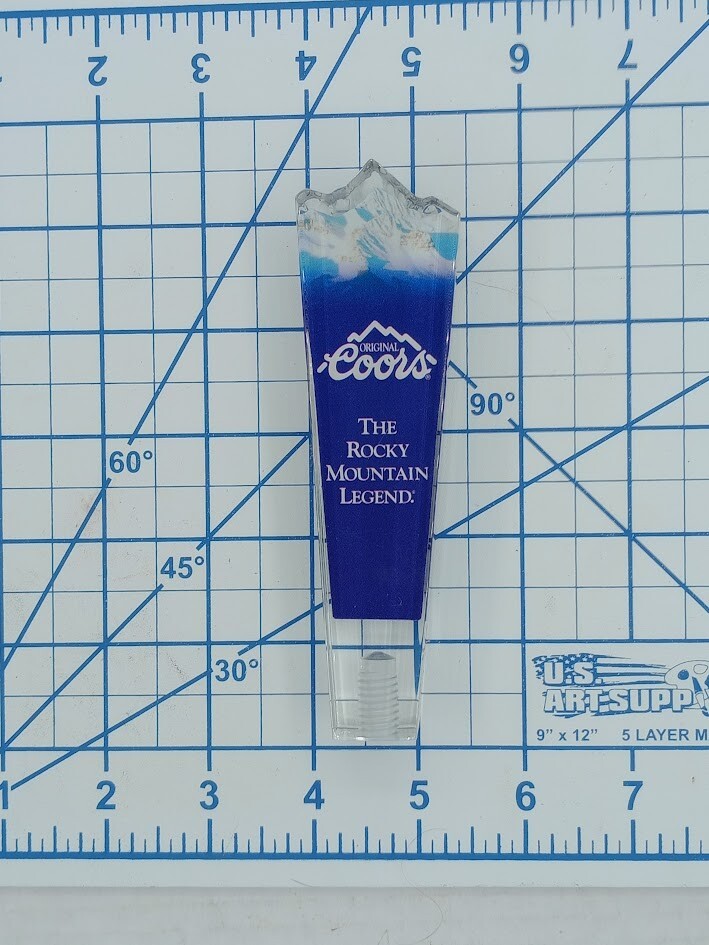 2 3 4 5 6 7
ORIGINAL
Coors®
THE
ROCKY
MOUNTAIN
LEGEND.®
90°
60°
45°
30°
U.S.
ART-SUPP
9" x 12" 5 LAYER M
1 2 3 4 5 6 7